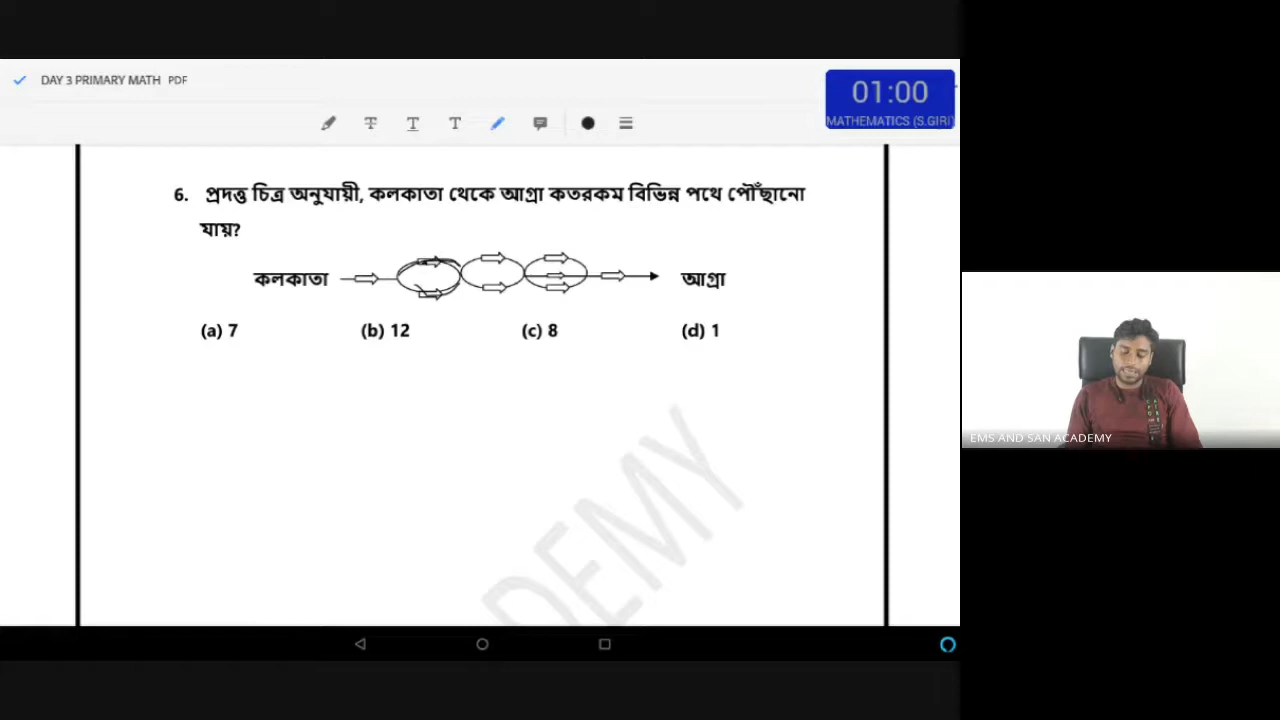 DAY 3 PRIMARY MATH PDF
01:00
MATHEMATICS (S.GIRI)
T T T
6. প্রদত্ত চিত্র অনুযায়ী, কলকাতা থেকে আগ্রা কতরকম বিভিন্ন পথে পৌঁছানো
যায়?
কলকাতা আগ্রা
(a) 7 (b) 12 (c) 8 (d) 1
EMS AND SAN ACADEMY
DEMY